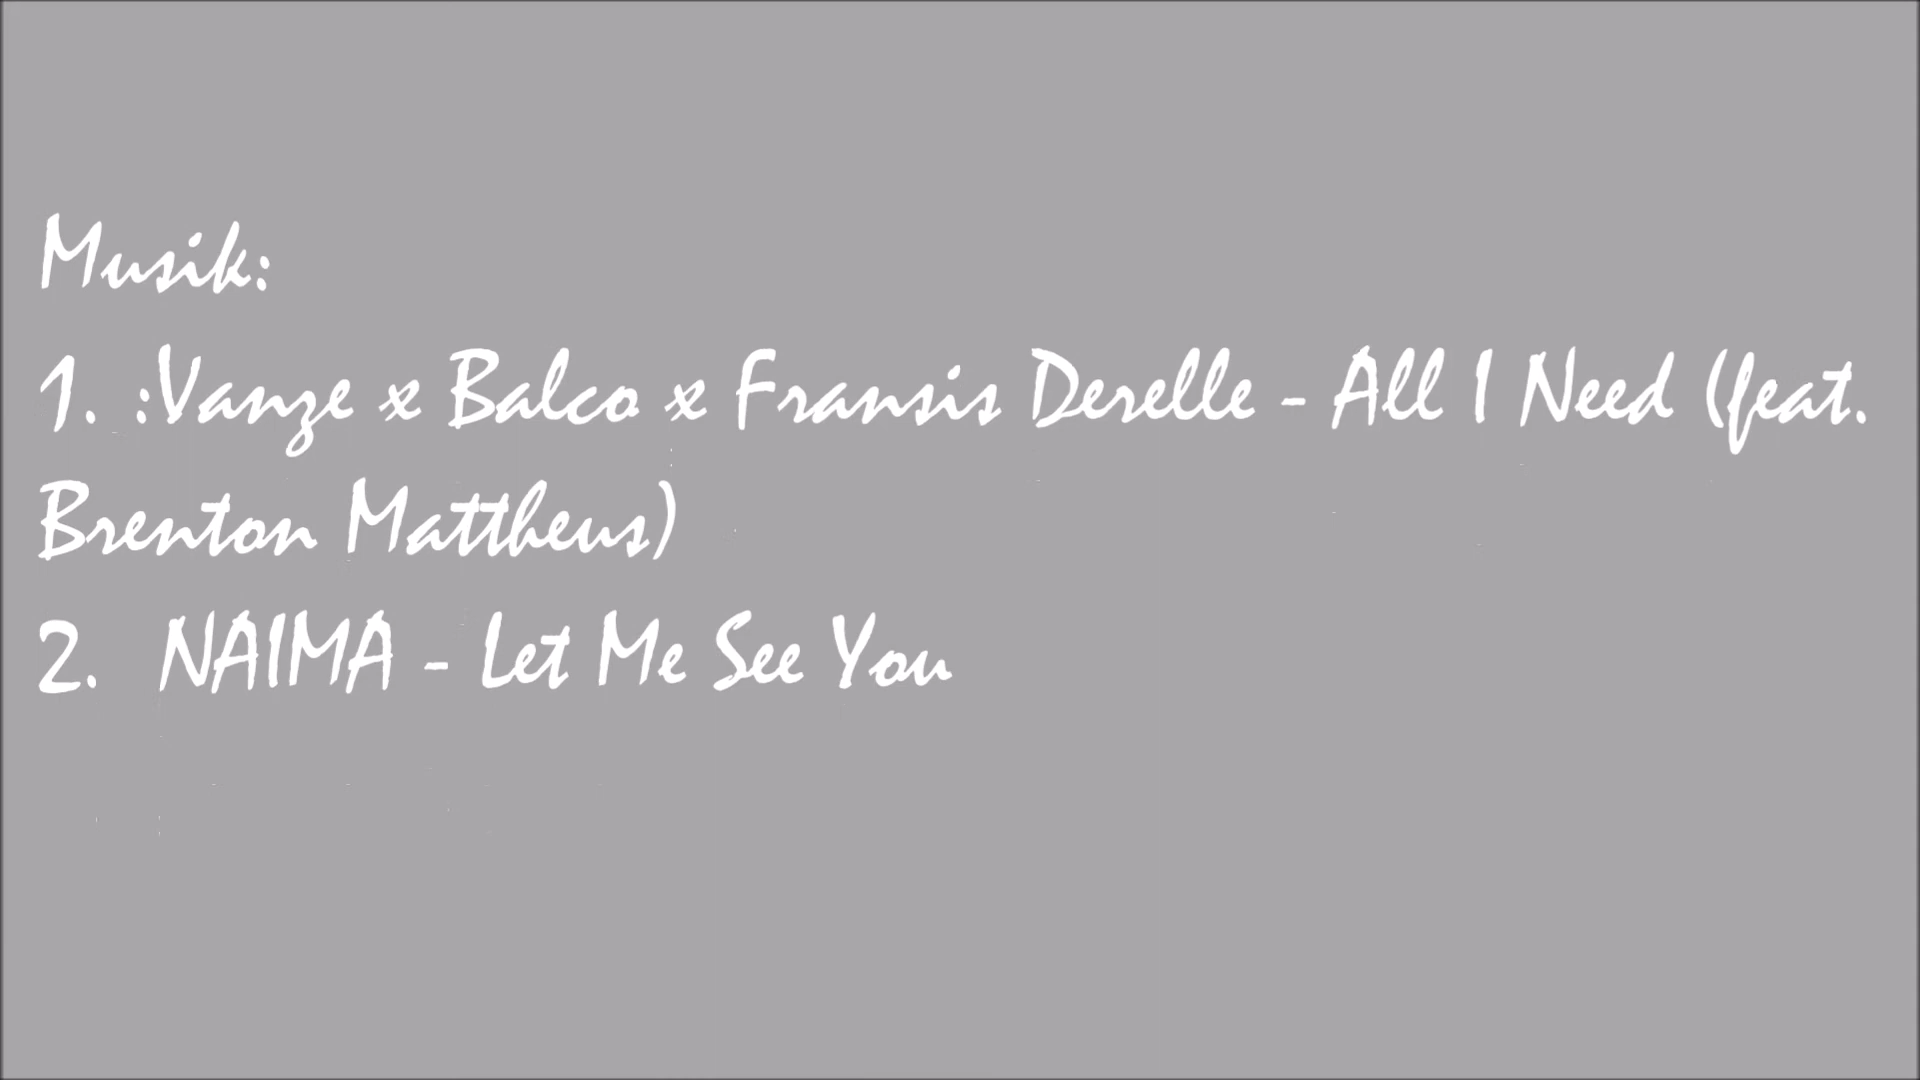 Musik:
1. :Vanze x Balco x Fransis Derelle - All I Need (feat.
Brenton Mattheus)
2. NAIMA - Let Me See You